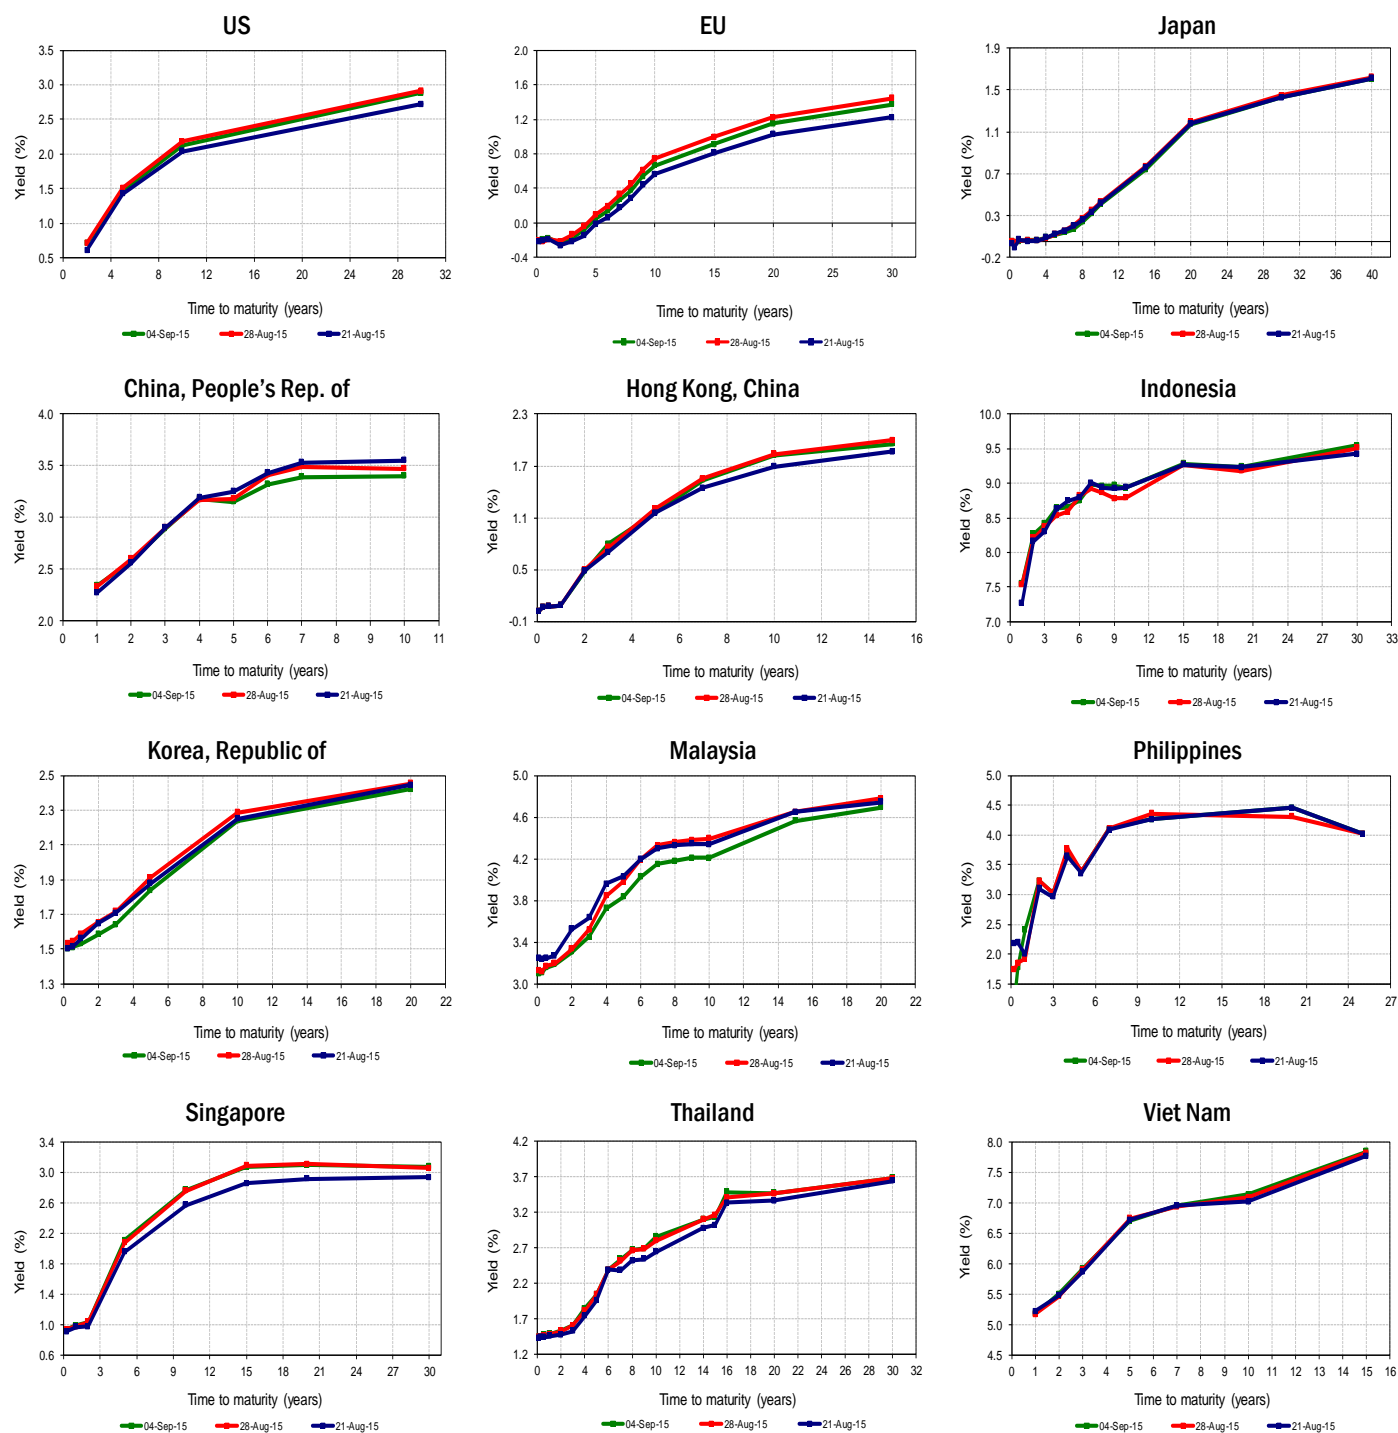 US
EU
Japan
3.5
3.0
2.5
2.0
1.5
1.0
0.5
0 4 8 12 16 20 24 28 32
Yield (%)
Time to maturity (years)
04-Sep-15 28-Aug-15 21-Aug-15
2.0
1.6
1.2
0.8
0.4
0.0
-0.4
0 5 10 15 20 25 30
Yield (%)
Time to maturity (years)
04-Sep-15 28-Aug-15 21-Aug-15
1.9
1.5
1.1
0.7
0.3
-0.2
0 4 8 12 16 20 24 28 32 36 40
Yield (%)
Time to maturity (years)
04-Sep-15 28-Aug-15 21-Aug-15
China, People’s Rep. of
Hong Kong, China
Indonesia
4.0
3.5
3.0
2.5
2.0
0 1 2 3 4 5 6 7 8 9 10 11
Yield (%)
Time to maturity (years)
04-Sep-15 28-Aug-15 21-Aug-15
2.3
1.7
1.1
0.5
-0.1
0 2 4 6 8 10 12 14 16
Yield (%)
Time to maturity (years)
04-Sep-15 28-Aug-15 21-Aug-15
10.0
9.5
9.0
8.5
8.0
7.5
7.0
0 3 6 9 12 15 18 21 24 27 30 33
Yield (%)
Time to maturity (years)
04-Sep-15 28-Aug-15 21-Aug-15
Korea, Republic of
Malaysia
Philippines
2.5
2.3
2.1
1.9
1.7
1.5
1.3
0 2 4 6 8 10 12 14 16 18 20 22
Yield (%)
Time to maturity (years)
04-Sep-15 28-Aug-15 21-Aug-15
5.0
4.6
4.2
3.8
3.4
3.0
0 2 4 6 8 10 12 14 16 18 20 22
Yield (%)
Time to maturity (years)
04-Sep-15 28-Aug-15 21-Aug-15
5.0
4.5
4.0
3.5
3.0
2.5
2.0
1.5
0 3 6 9 12 15 18 21 24 27
Yield (%)
Time to maturity (years)
04-Sep-15 28-Aug-15 21-Aug-15
Singapore
Thailand
Viet Nam
3.4
3.0
2.6
2.2
1.8
1.4
1.0
0.6
0 3 6 9 12 15 18 21 24 27 30
Yield (%)
Time to maturity (years)
04-Sep-15 28-Aug-15 21-Aug-15
4.2
3.7
3.2
2.7
2.2
1.7
1.2
0 2 4 6 8 10 12 14 16 18 20 22 24 26 28 30 32
Yield (%)
Time to maturity (years)
04-Sep-15 28-Aug-15 21-Aug-15
8.0
7.5
7.0
6.5
6.0
5.5
5.0
4.5
0 1 2 3 4 5 6 7 8 9 10 11 12 13 14 15 16
Yield (%)
Time to maturity (years)
04-Sep-15 28-Aug-15 21-Aug-15